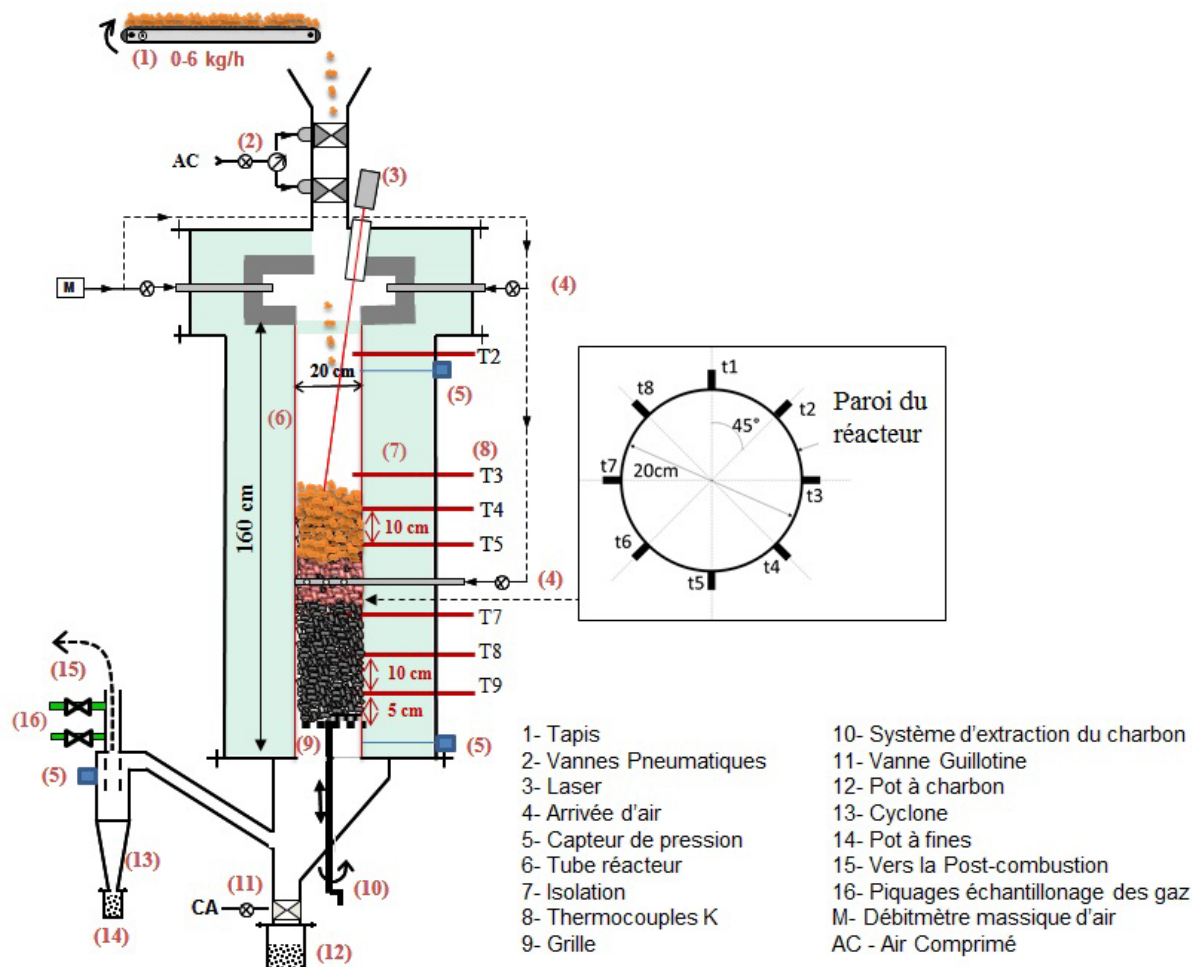 (1) 0-6 kg/h
(2)
AC
(3)
M
(4)
T2
20 cm
(5)
(6)
(7)
(8)
T3
T4
10 cm
T5
160 cm
(4)
T7
T8
10 cm
T9
5 cm
(9)
(5)
(15)
(16)
(5)
(13)
(11)
(10)
CA
(14)
(12)
t1
t8
t2
45°
Paroi du
réacteur
t7
20cm
t3
t6
t4
t5
1- Tapis
2- Vannes Pneumatiques
3- Laser
4- Arrivée d'air
5- Capteur de pression
6- Tube réacteur
7- Isolation
8- Thermocouples K
9- Grille
10- Système d'extraction du charbon
11- Vanne Guillotine
12- Pot à charbon
13- Cyclone
14- Pot à fines
15- Vers la Post-combustion
16- Piquages échantillonage des gaz
M- Débitmètre massique d'air
AC - Air Comprimé